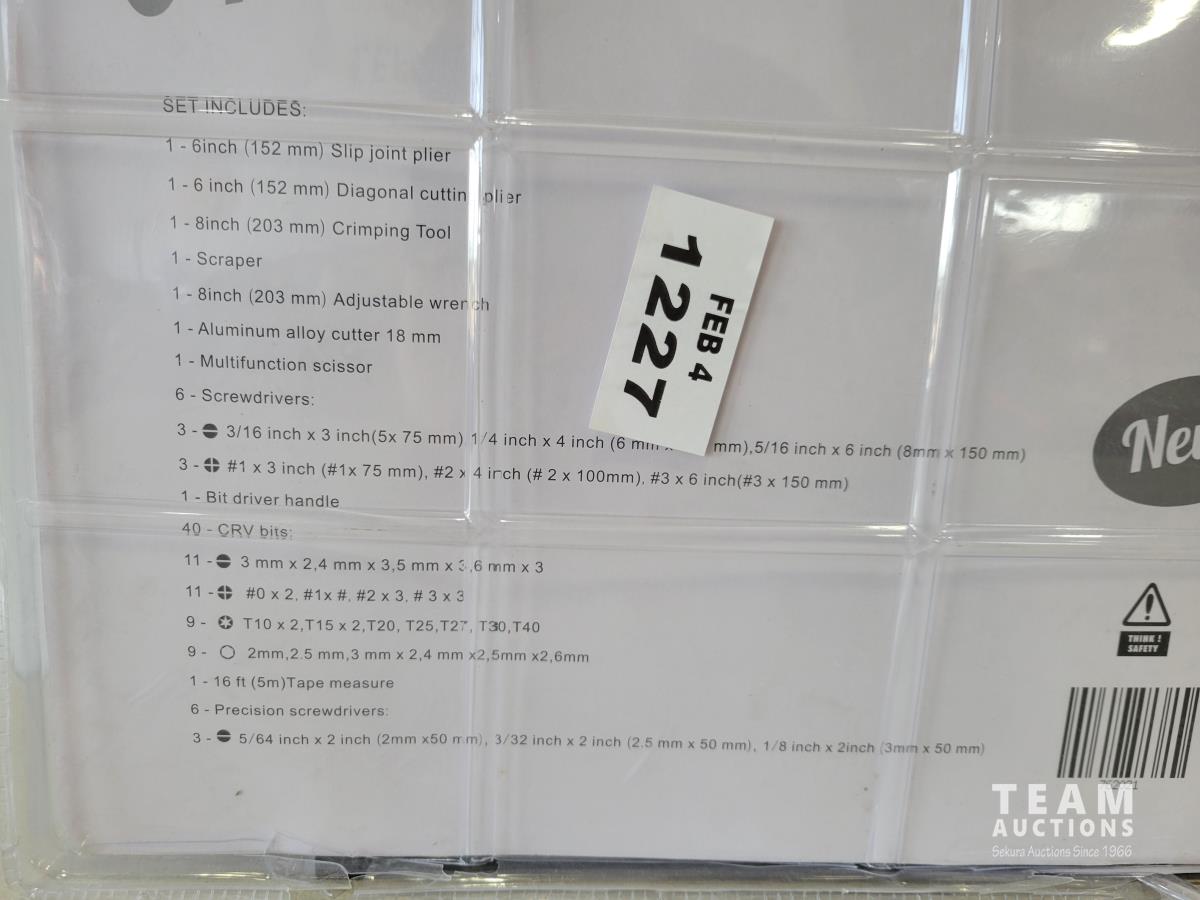 SET INCLUDES:
1 - 6inch (152 mm) Slip joint plier
1 - 6 inch (152 mm) Diagonal cutting plier
1 - 8inch (203 mm) Crimping Tool
1 - Scraper
1 - 8inch (203 mm) Adjustable wrench
1 - Aluminum alloy cutter 18 mm
1 - Multifunction scissor
6 - Screwdrivers:
3 - 3/16 inch x 3 inch(5x 75 mm) 1/4 inch x 4 inch (6 mm mm),5/16 inch x 6 inch (8mm x 150 mm)
3 - #1 x 3 inch (#1x 75 mm), #2 x 4 inch (# 2 x 100mm), #3 x 6 inch(#3 x 150 mm)
1 - Bit driver handle
40 - CRV bits:
11 - 3 mm x 2,4 mm x 3,5 mm x 3,6 mm x 3
11 - #0 x 2, #1x #, #2 x 3, # 3 x 3
9 - T10 x 2,T15 x 2,T20, T25,T27, T30,T40
9 - 2mm,2.5 mm,3 mm x 2,4 mm x2,5mm x2,6mm
1 - 16 ft (5m)Tape measure
6 - Precision screwdrivers:
3 - 5/64 inch x 2 inch (2mm x50 mm), 3/32 inch x 2 inch (2.5 mm x 50 mm), 1/8 inch x 2inch (3mm x 50 mm)
FEB 4
1227
THINK !
SAFETY
TEAM
AUCTIONS
Sekura Auctions Since 1966